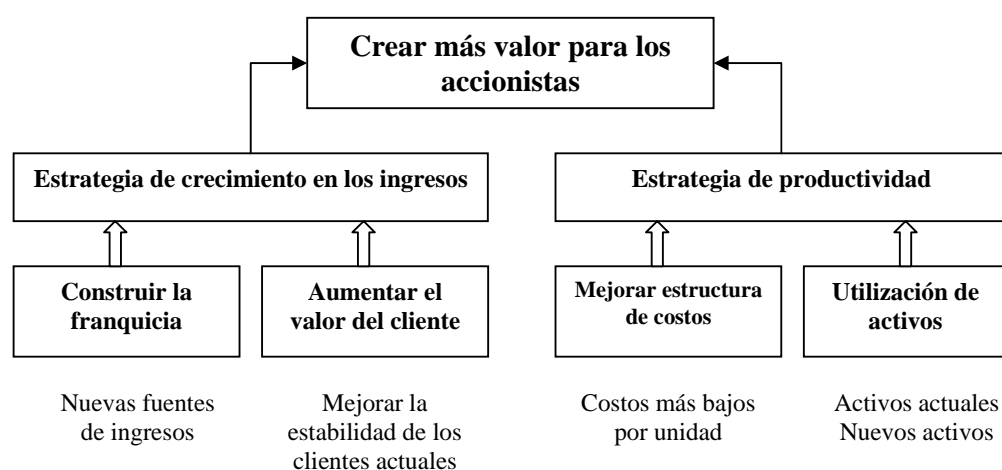 Crear más valor para los
accionistas
Estrategia de crecimiento en los ingresos
Estrategia de productividad
Construir la
franquicia
Aumentar el
valor del cliente
Mejorar estructura
de costos
Utilización de
activos
Nuevas fuentes
de ingresos
Mejorar la
estabilidad de los
clientes actuales
Costos más bajos
por unidad
Activos actuales
Nuevos activos